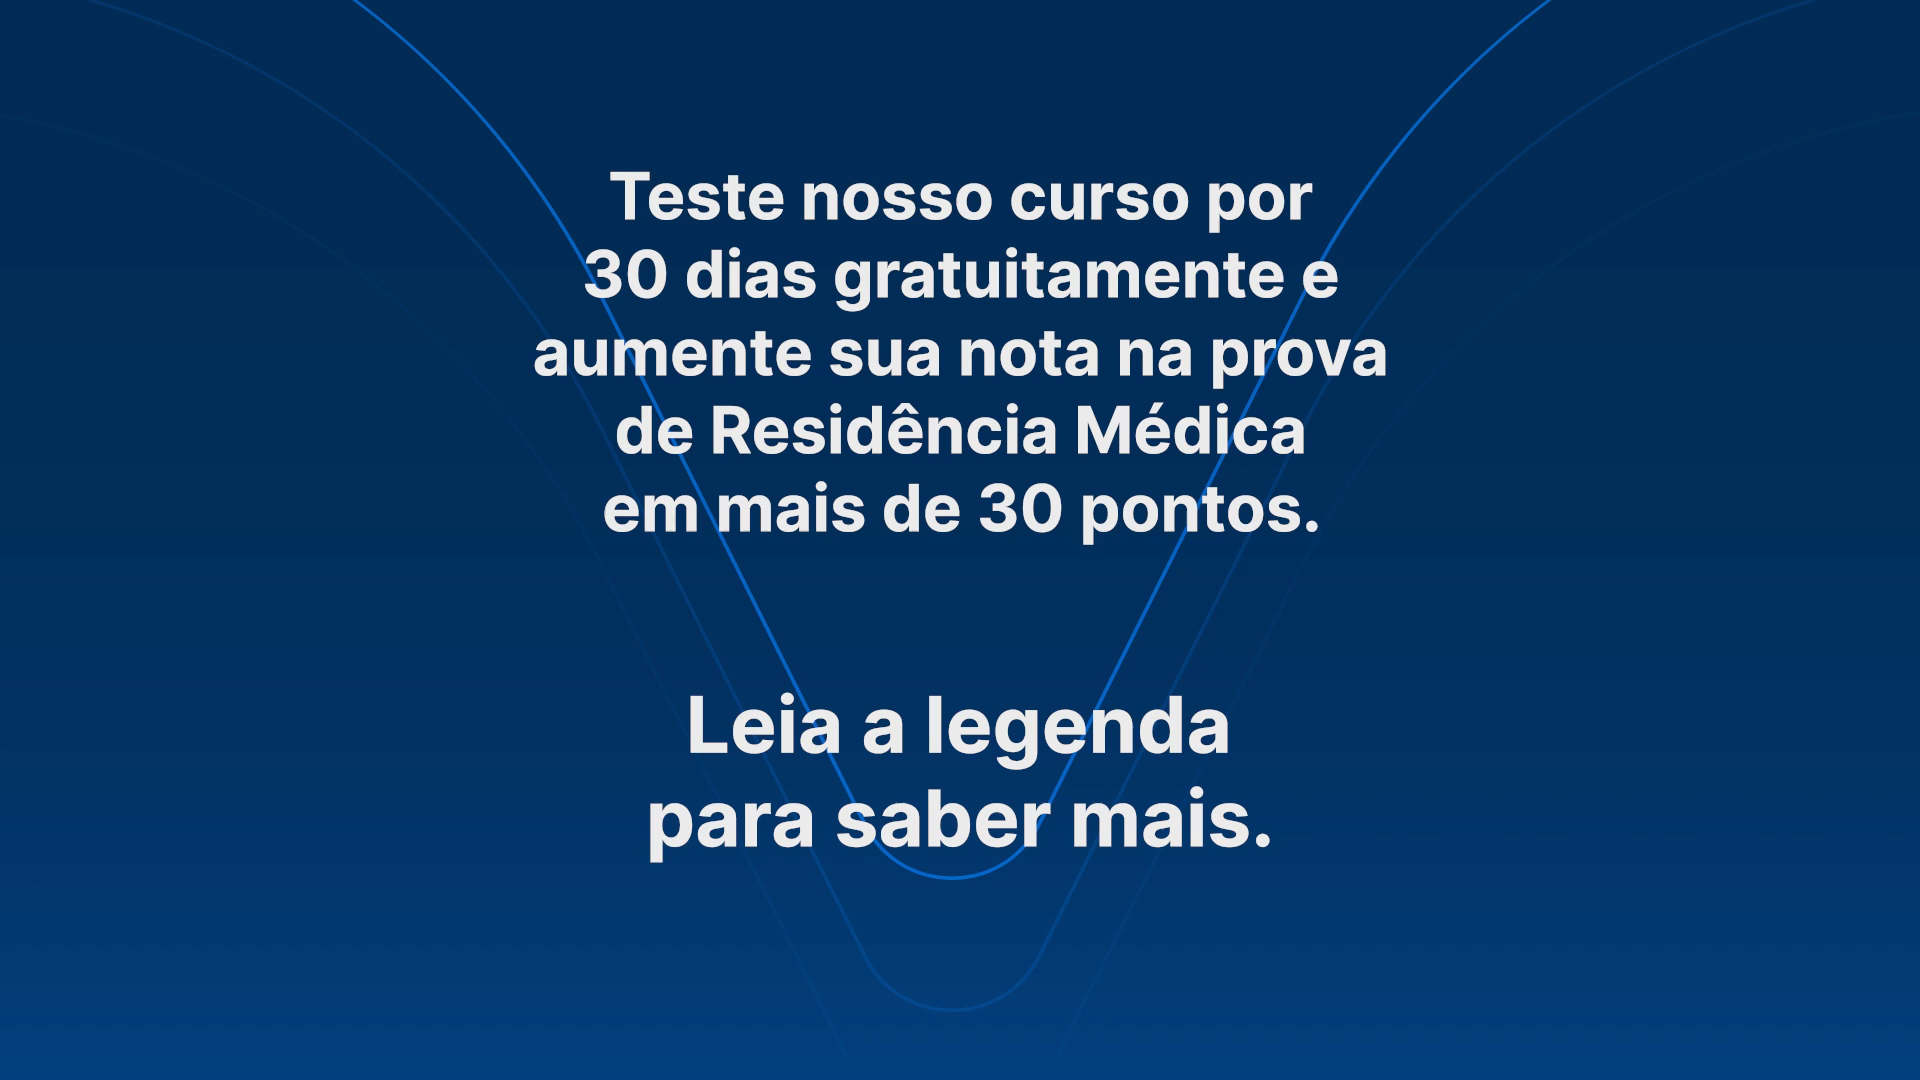 Teste nosso curso por
30 dias gratuitamente e
aumente sua nota na prova
de Residência Médica
em mais de 30 pontos.
Leia a legenda
para saber mais.